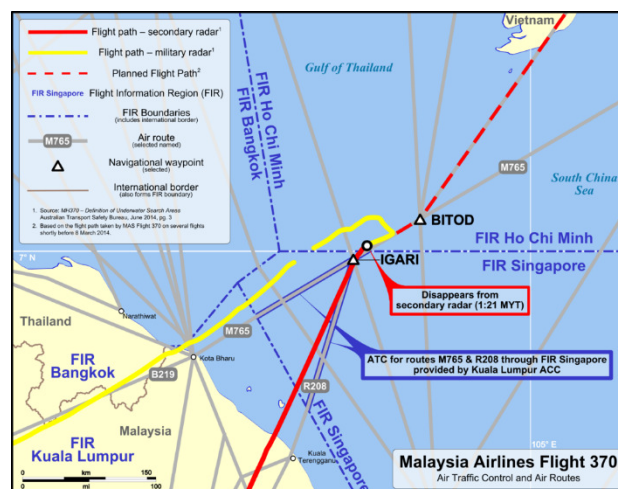 Flight path – secondary radar¹
Flight path – military radar¹
Planned Flight Path²
FIR Singapore Flight Information Region (FIR)
FIR Boundaries
(includes international border)
M765 Air route
(selected named)
Navigational waypoint
(selected)
International border
(also forms FIR boundary)
1. Source: MH370 – Definition of Underwater Search Areas
Australian Transport Safety Bureau, June 2014, pg. 3
2. Based on the flight path taken by MAS Flight 370 on several flights
shortly before 8 March 2014.
Vietnam
Gulf of Thailand
FIR Ho Chi Minh
FIR Bangkok
M765
South China
Sea
BITOD
FIR Ho Chi Minh
7° N
IGARI
FIR Singapore
Disappears from
secondary radar (1:21 MYT)
Thailand
Narathiwat
M765
ATC for routes M765 & R208 through FIR Singapore
provided by Kuala Lumpur ACC
Kota Bharu
FIR
Bangkok
B219
R208
FIR Singapore
Malaysia
FIR
Kuala Lumpur
Kuala
Terengganu
105° E
Malaysia Airlines Flight 370
Air Traffic Control and Air Routes
km
0 100 150
0 mi 100